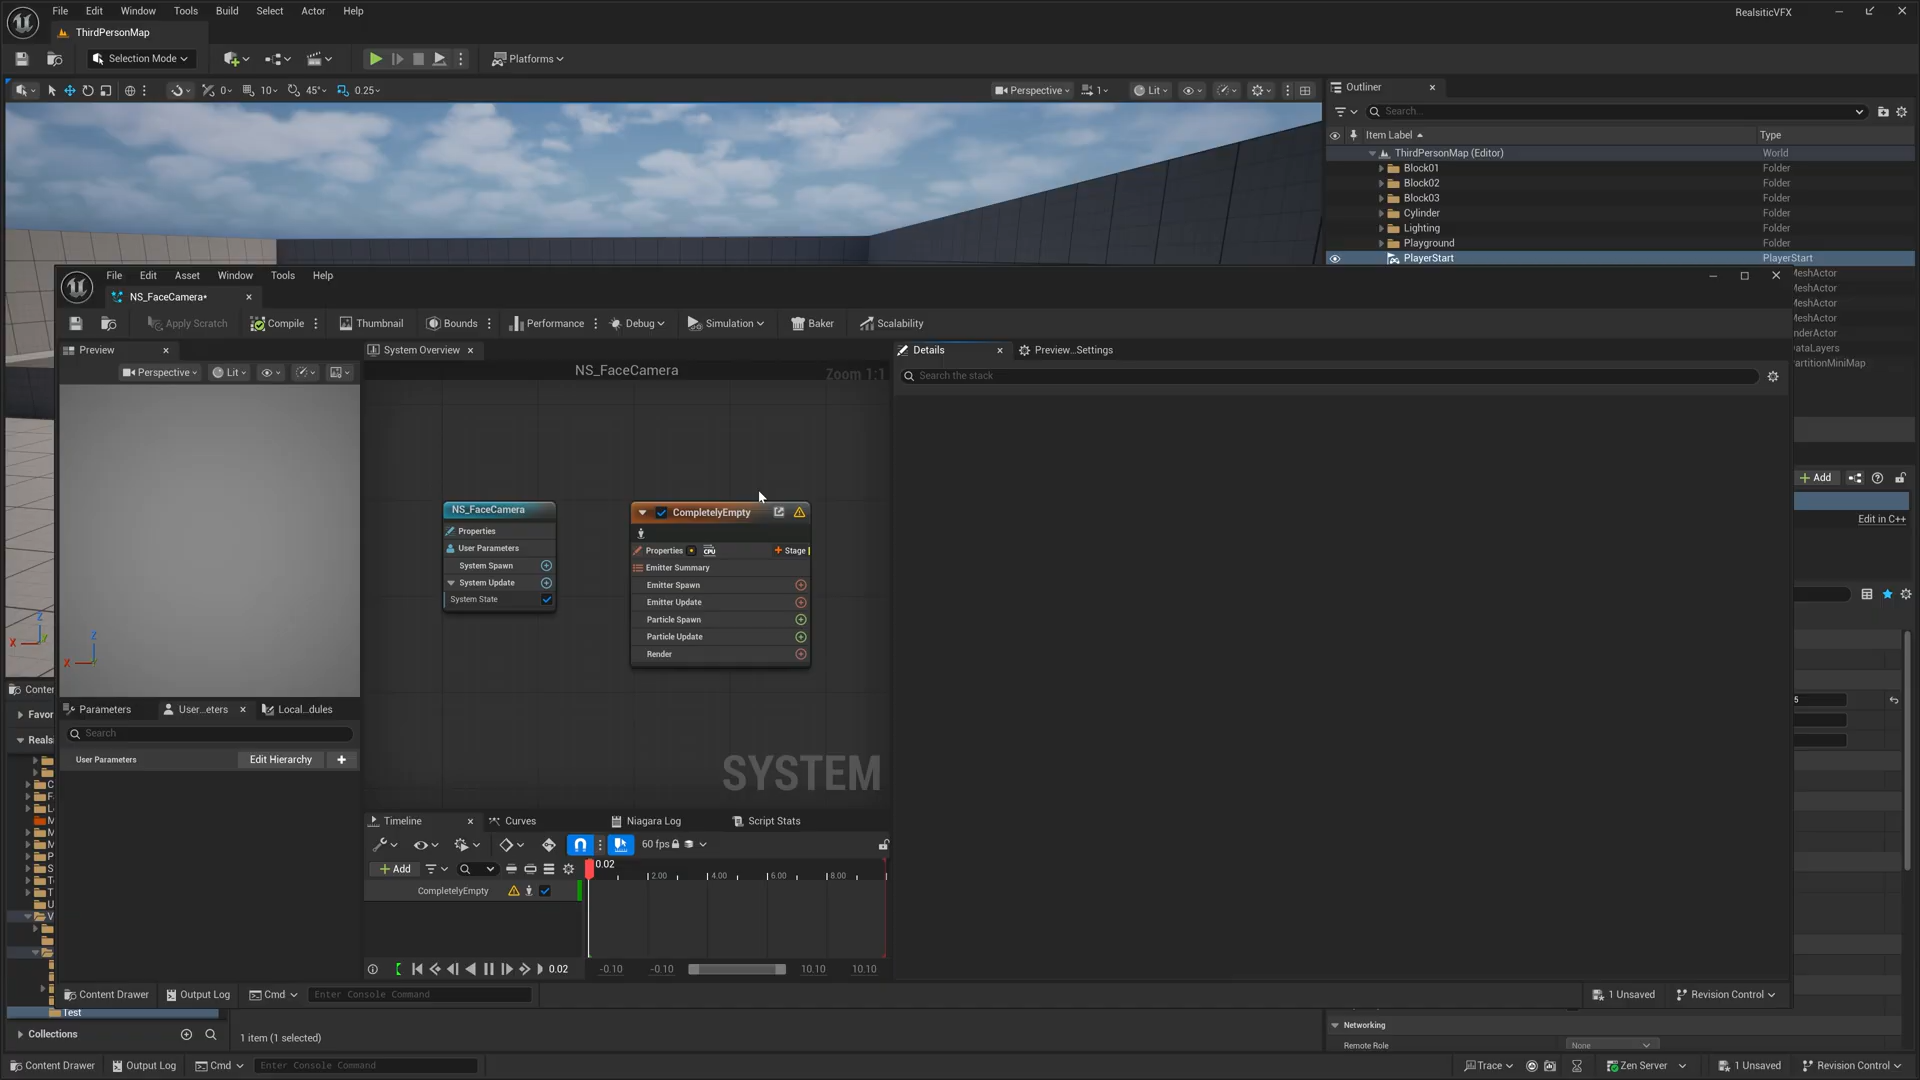 File Edit Window Tools Build Select Actor Help
RealsiticVFX
ThirdPersonMap
Selection Mode
Platforms
0 10 45° 0.25
Perspective 1 Lit
Outliner
Search...
Item Label Type
ThirdPersonMap (Editor) World
Block01 Folder
Block02 Folder
Block03 Folder
Cylinder Folder
Lighting Folder
Playground Folder
PlayerStart PlayerStart
File Edit Asset Window Tools Help
MeshActor
MeshActor
MeshActor
nderActor
ataLayers
artitionMiniMap
NS_FaceCamera*
Apply Scratch Compile Thumbnail Bounds Performance Debug Simulation Baker Scalability
Preview
System Overview
Details
Preview...Settings
Perspective Lit
NS_FaceCamera
Zoom 1:1
Search the stack
Add
Edit in C++
NS_FaceCamera
Properties
User Parameters
System Spawn
System Update
System State
CompletelyEmpty
Properties CPU Stage
Emitter Summary
Emitter Spawn
Emitter Update
Particle Spawn
Particle Update
Render
X Z Y
X Z
SYSTEM
5
Conter
Favor
Reals
Parameters User...eters Local...dules
Search
User Parameters Edit Hierarchy
Timeline Curves Niagara Log Script Stats
60 fps
Add
0.02
2.00 4.00 6.00 8.00
CompletelyEmpty
0.02 -0.10 -0.10 10.10 10.10
Content Drawer Output Log Cmd Enter Console Command
1 Unsaved Revision Control
Test
Collections
1 item (1 selected)
Networking
Remote Role None
Content Drawer Output Log Cmd Enter Console Command
Trace Zen Server 1 Unsaved Revision Control